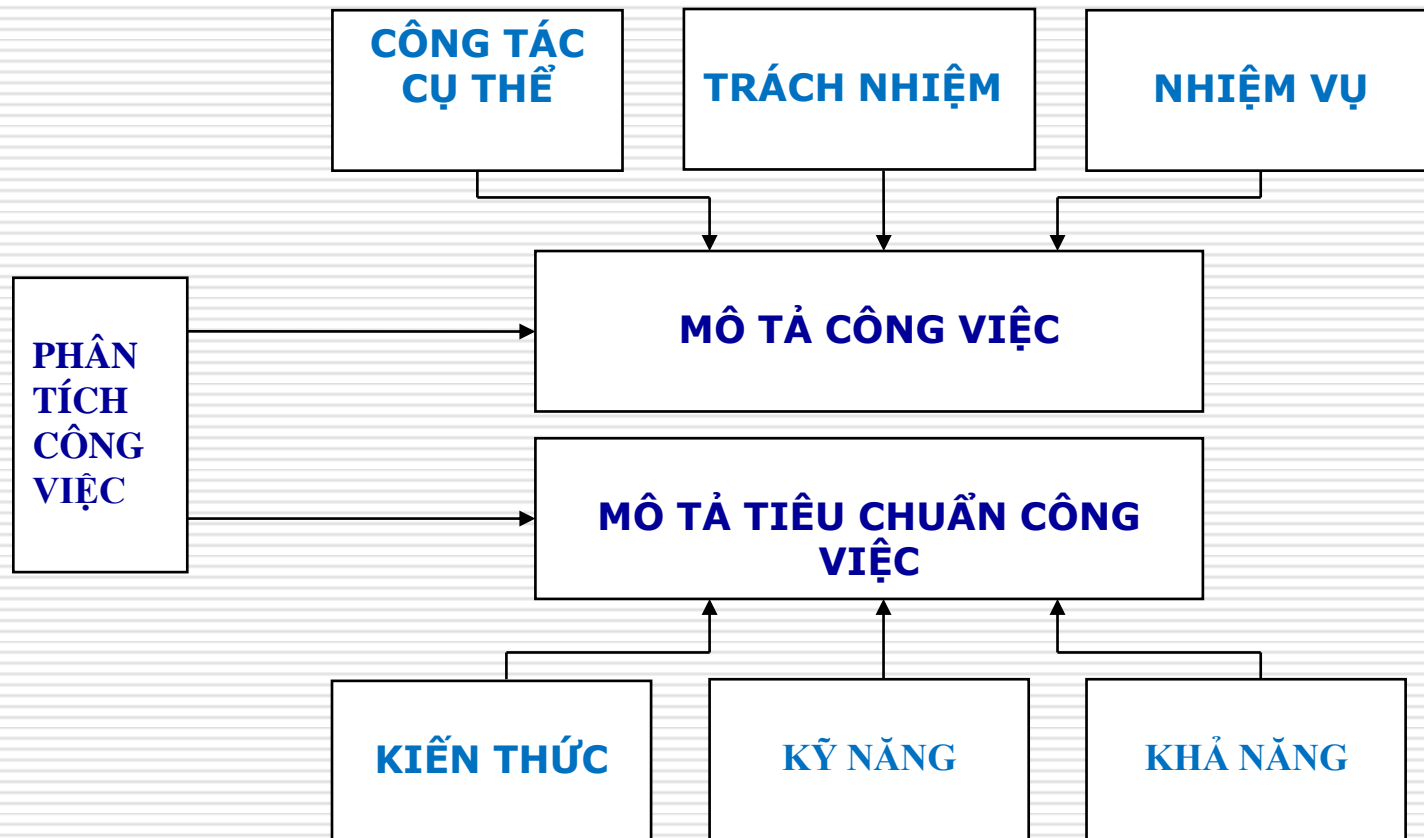 CÔNG TÁC
CỤ THỂ
TRÁCH NHIỆM
NHIỆM VỤ
MÔ TẢ CÔNG VIỆC
PHÂN
TÍCH
CÔNG
VIỆC
MÔ TẢ TIÊU CHUẨN CÔNG
VIỆC
KIẾN THỨC
KỸ NĂNG
KHẢ NĂNG